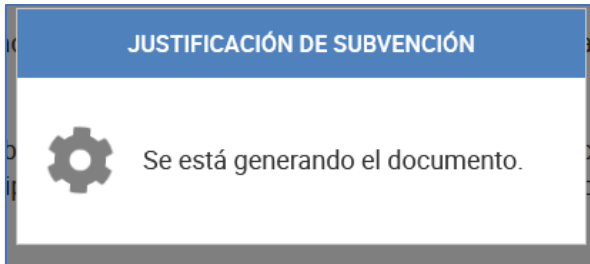 JUSTIFICACIÓN DE SUBVENCIÓN
Se está generando el documento.